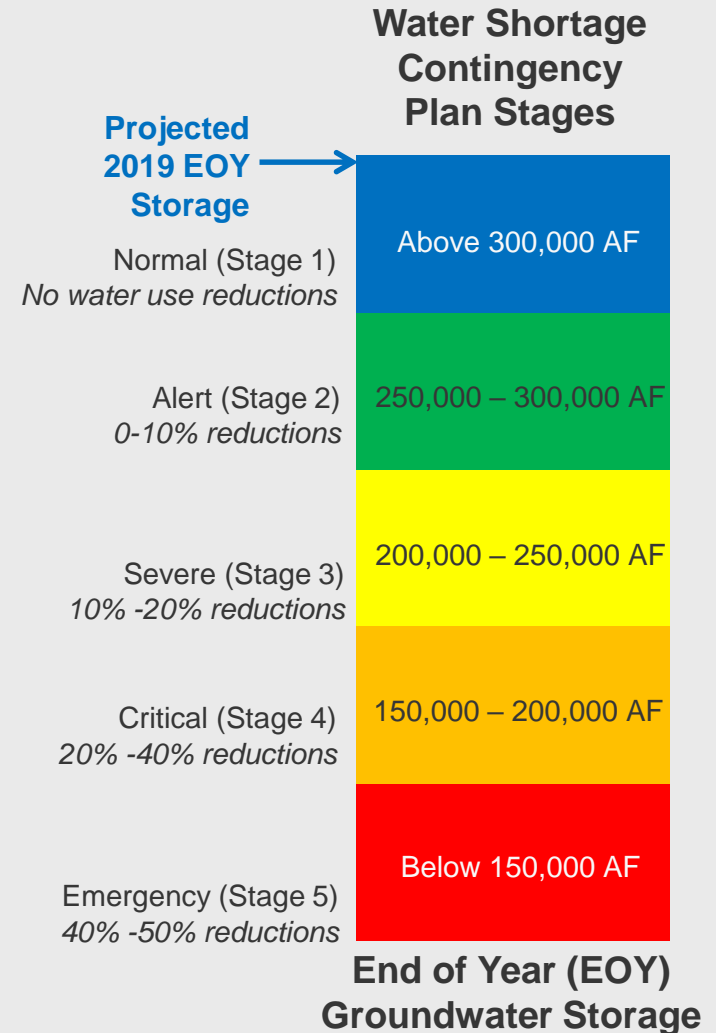 Water Shortage
Contingency
Plan Stages
Projected
2019 EOY
Storage
Above 300,000 AF
Normal (Stage 1)
No water use reductions
250,000 – 300,000 AF
Alert (Stage 2)
0-10% reductions
200,000 – 250,000 AF
Severe (Stage 3)
10% -20% reductions
150,000 – 200,000 AF
Critical (Stage 4)
20% -40% reductions
Below 150,000 AF
Emergency (Stage 5)
40% -50% reductions
End of Year (EOY)
Groundwater Storage